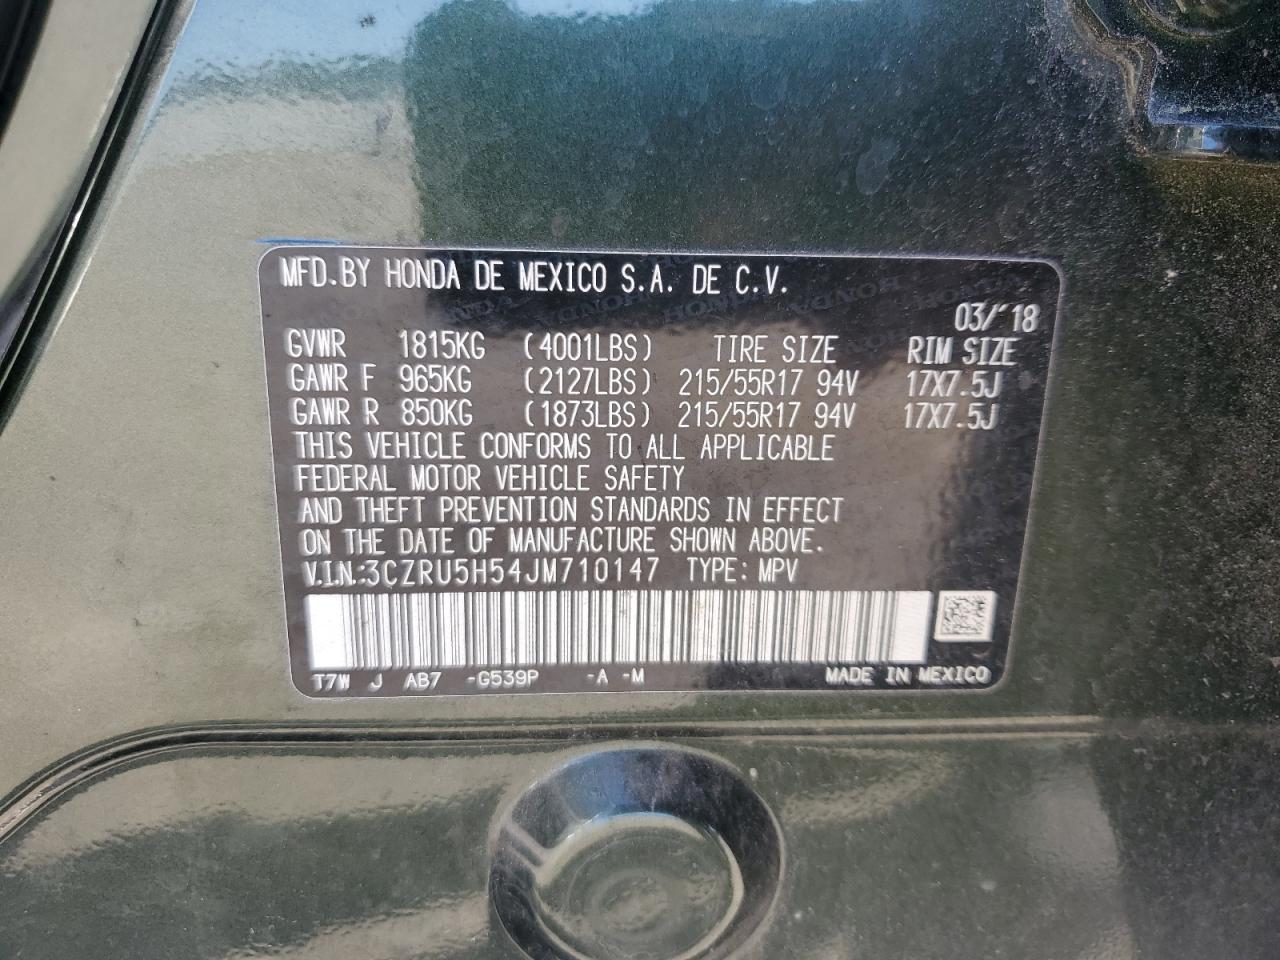 MFD.BY HONDA DE MEXICO S.A. DE C.V.
03/'18
GVWR 1815KG (4001LBS) TIRE SIZE RIM SIZE
GAWR F 965KG (2127LBS) 215/55R17 94V 17X7.5J
GAWR R 850KG (1873LBS) 215/55R17 94V 17X7.5J
THIS VEHICLE CONFORMS TO ALL APPLICABLE
FEDERAL MOTOR VEHICLE SAFETY
AND THEFT PREVENTION STANDARDS IN EFFECT
ON THE DATE OF MANUFACTURE SHOWN ABOVE.
V.I.N.:3CZRU5H54JM710147 TYPE: MPV
T7W J AB7 -G539P -A -M MADE IN MEXICO